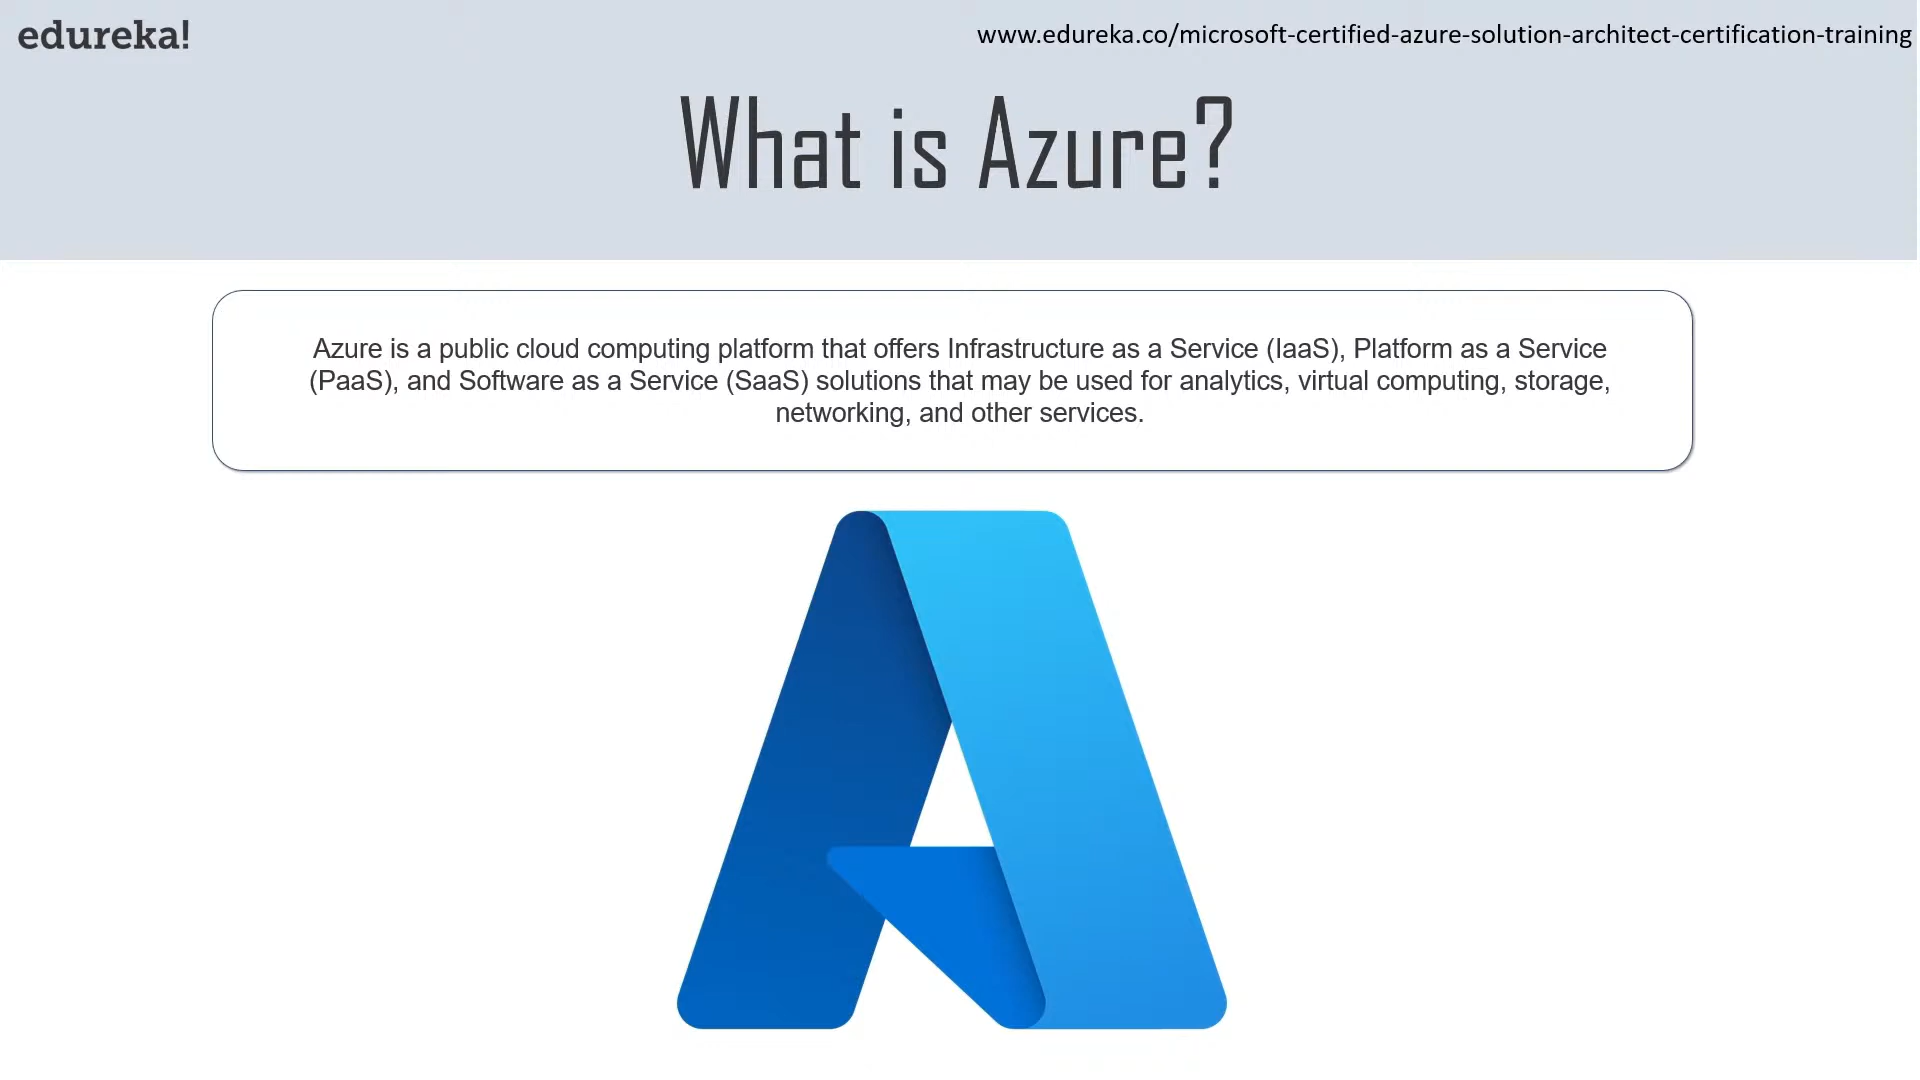 edureka!
www.edureka.co/microsoft-certified-azure-solution-architect-certification-training
What is Azure?
Azure is a public cloud computing platform that offers Infrastructure as a Service (IaaS), Platform as a Service
(PaaS), and Software as a Service (SaaS) solutions that may be used for analytics, virtual computing, storage,
networking, and other services.